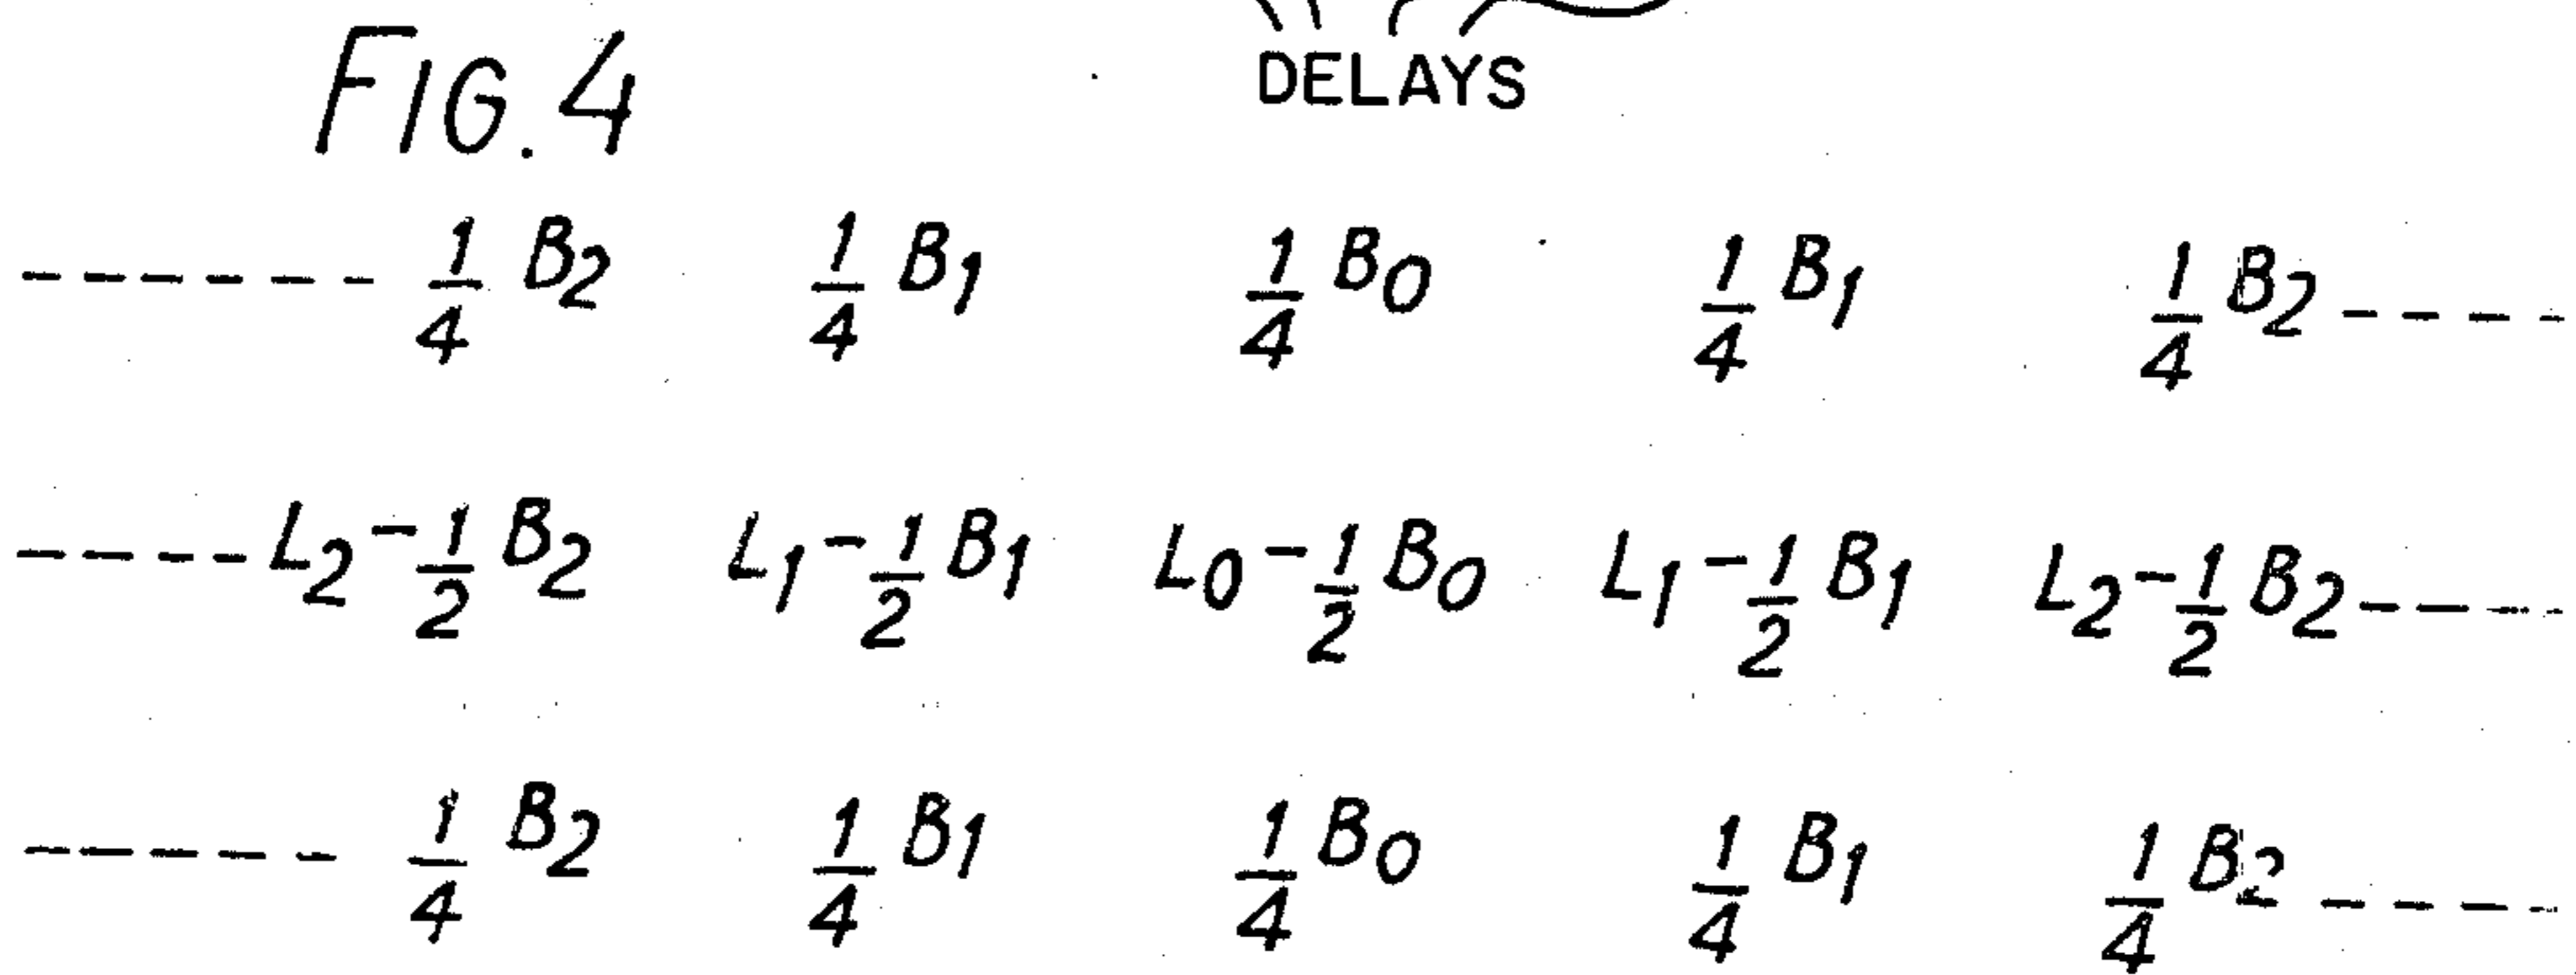 DELAYS
FIG. 4
------ 1/4 B2 1/4 B1 1/4 B0 1/4 B1 1/4 B2 ----
---- L2 - 1/2 B2 L1 - 1/2 B1 L0 - 1/2 B0 L1 - 1/2 B1 L2 - 1/2 B2 ----
----- 1/4 B2 1/4 B1 1/4 B0 1/4 B1 1/4 B2 ----